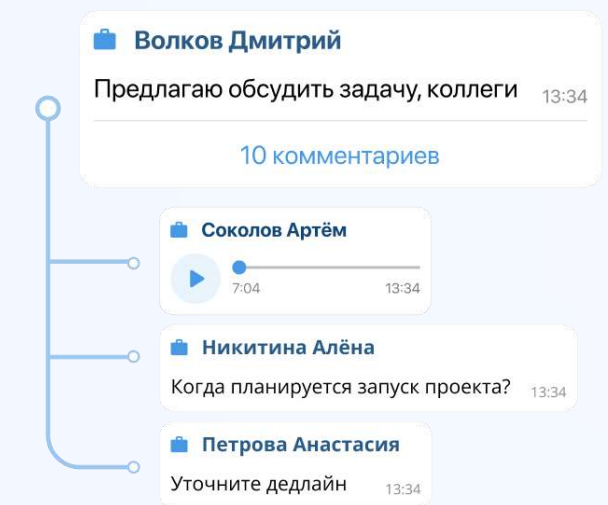 Волков Дмитрий
Предлагаю обсудить задачу, коллеги 13:34
10 комментариев
Соколов Артём
7:04 13:34
Никитина Алёна
Когда планируется запуск проекта? 13:34
Петрова Анастасия
Уточните дедлайн 13:34